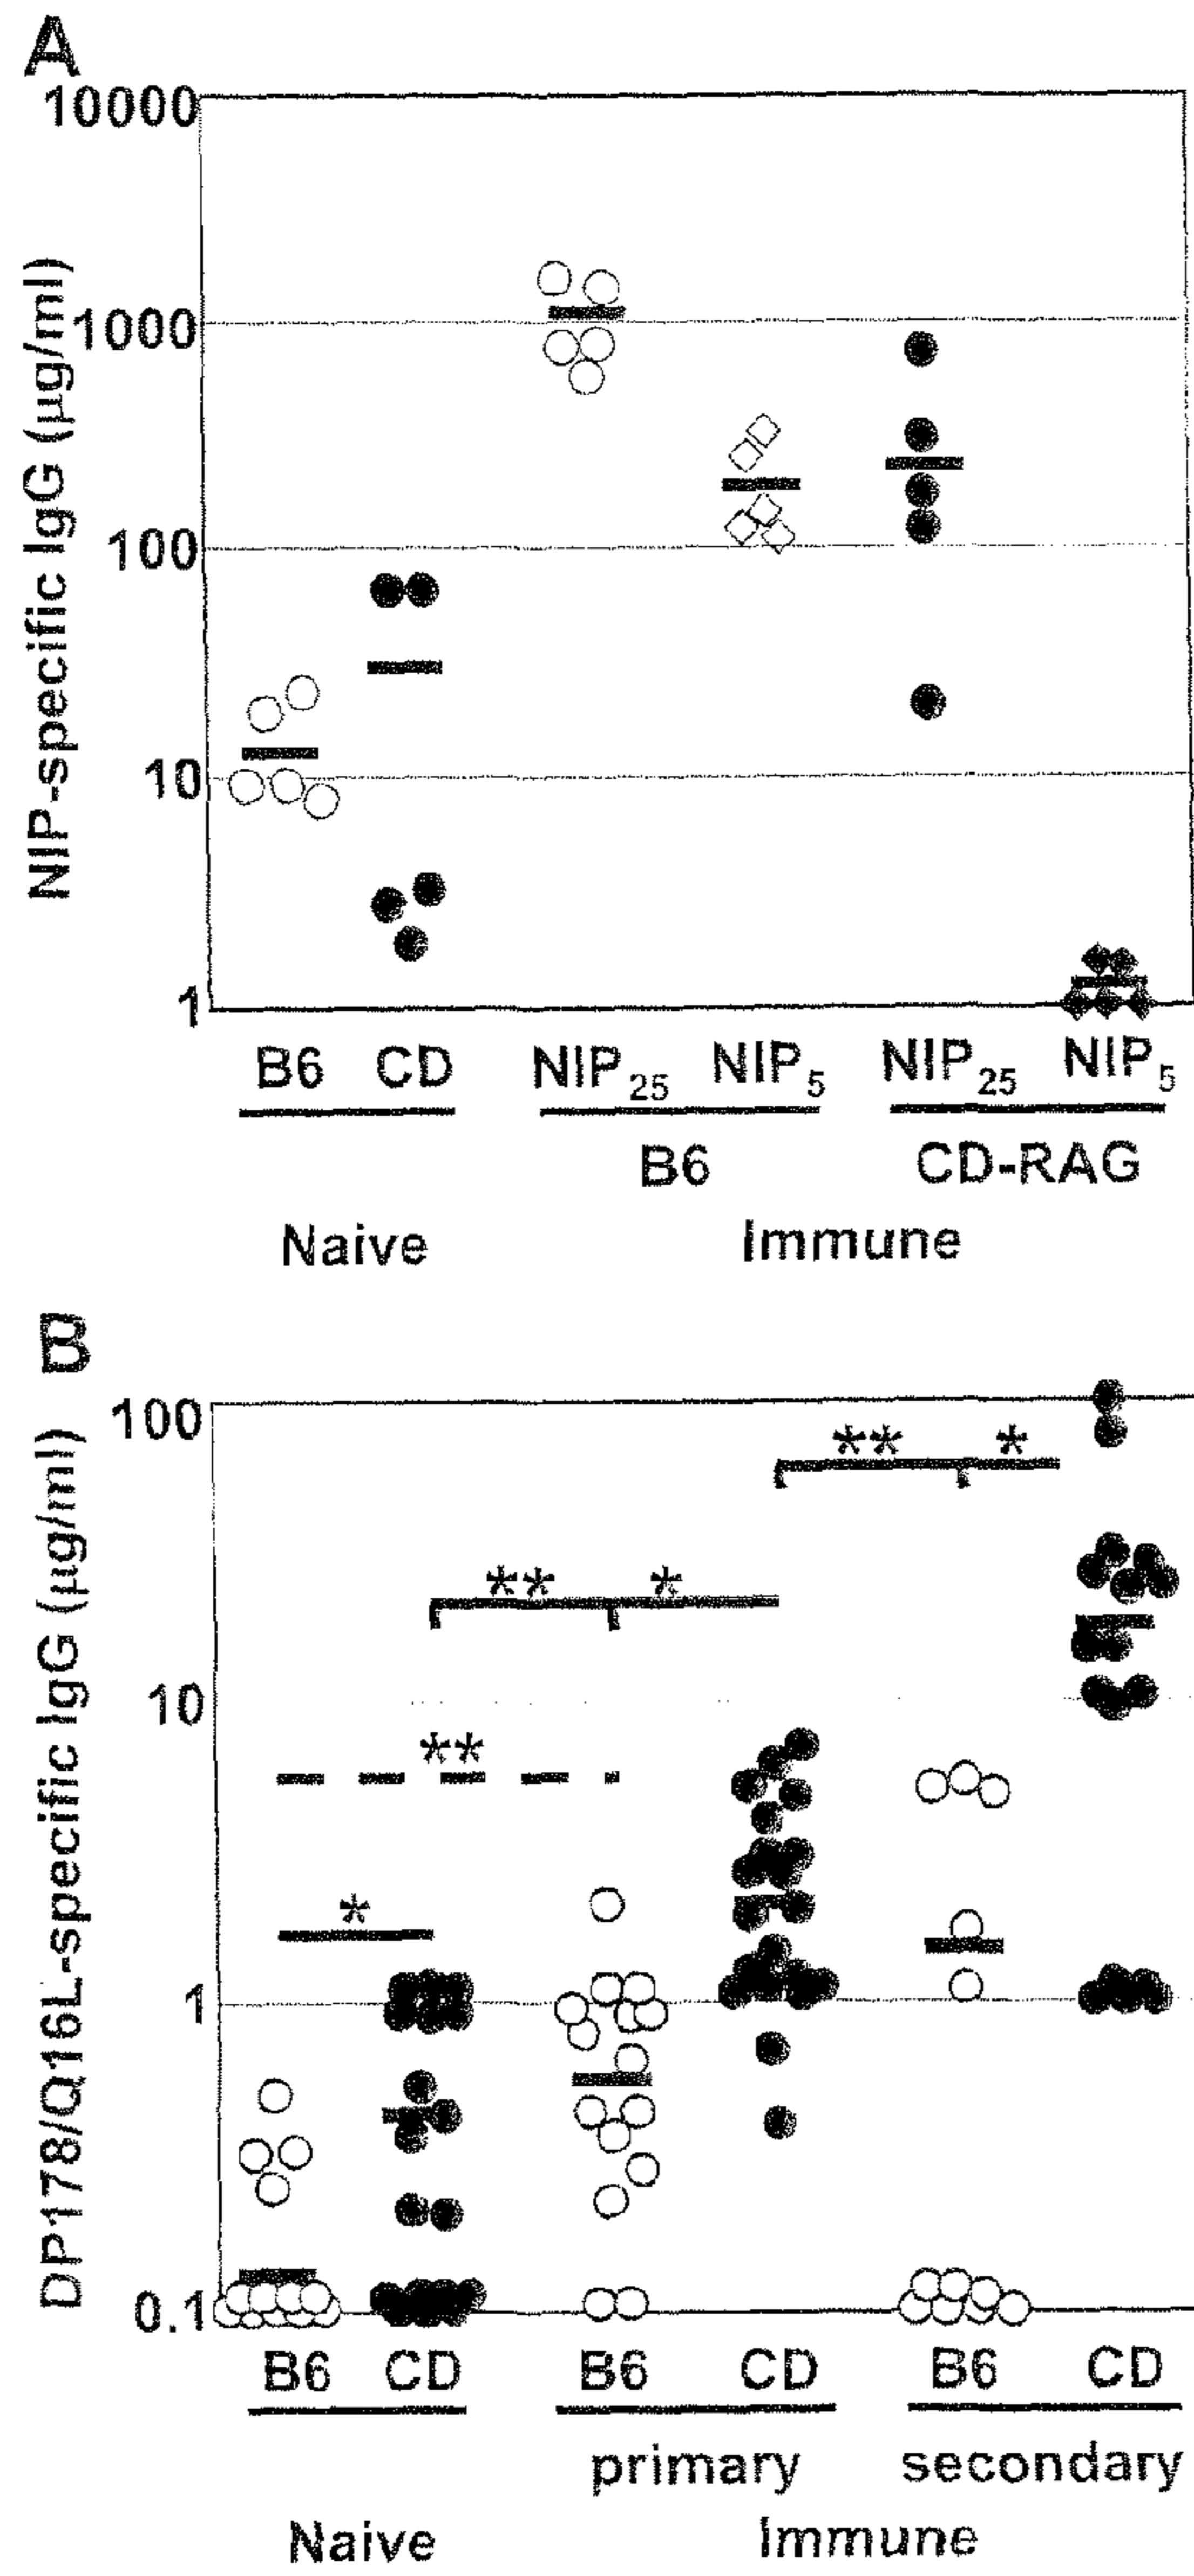 A
10000
1000
100
10
1
NIP-specific IgG (µg/ml)
B6 CD NIP25 NIP5 NIP25 NIP5
B6 CD-RAG
Naive Immune
B
100
10
1
0.1
DP178/Q16L-specific IgG (µg/ml)
** *
** *
**
*
B6 CD B6 CD B6 CD
primary secondary
Naive Immune